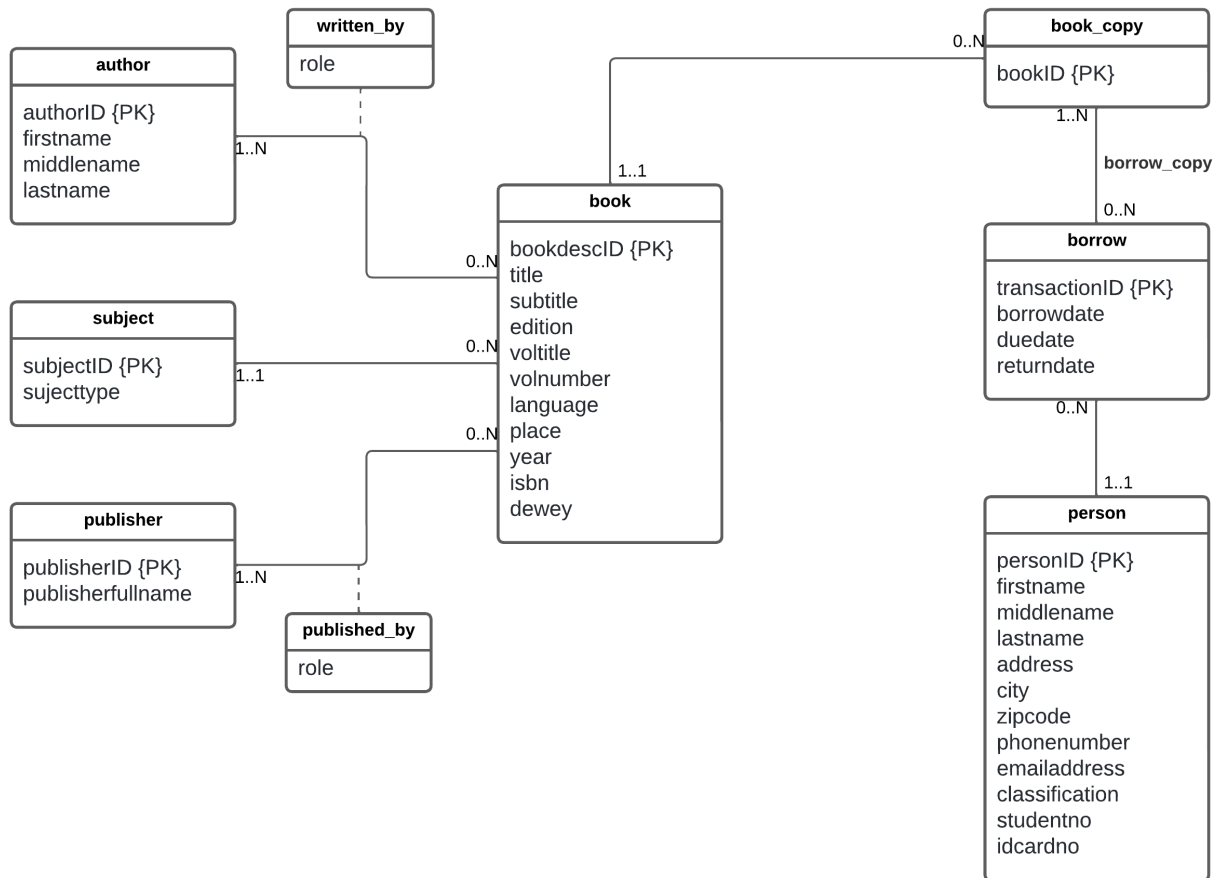 written_by
role
author
authorID {PK}
firstname
middlename
lastname
1..N
0..N
book_copy
bookID {PK}
1..N
borrow_copy
0..N
1..1
book
bookdescID {PK}
title
subtitle
edition
voltitle
volnumber
language
place
year
isbn
dewey
0..N
0..N
0..N
subject
subjectID {PK}
sujecttype
1..1
publisher
publisherID {PK}
publisherfullname
1..N
published_by
role
borrow
transactionID {PK}
borrowdate
duedate
returndate
0..N
1..1
person
personID {PK}
firstname
middlename
lastname
address
city
zipcode
phonenumber
emailaddress
classification
studentno
idcardno